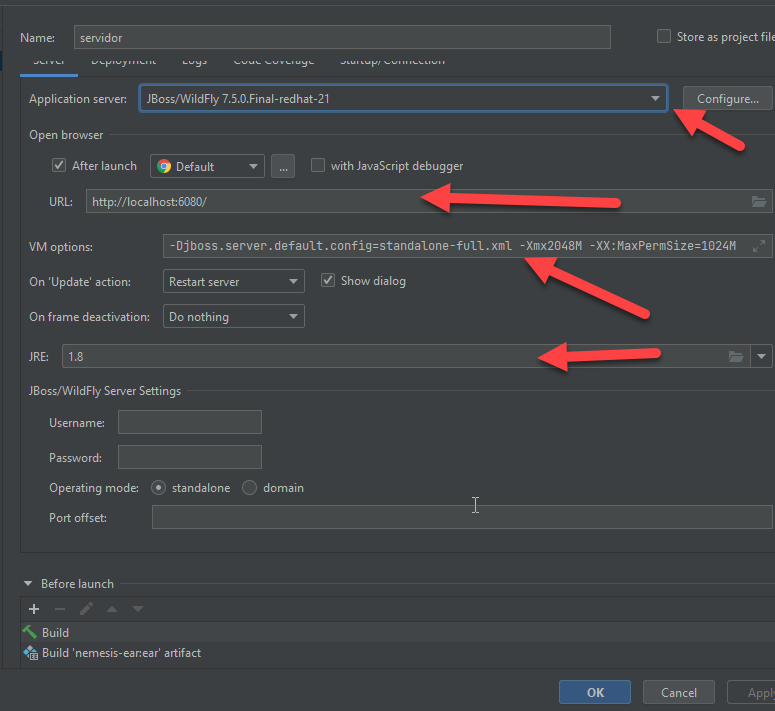 Name: servidor Store as project file
Server Deployment Logs Code Coverage Startup/Connection
Application server: JBoss/WildFly 7.5.0.Final-redhat-21 Configure...
Open browser
After launch Default ... with JavaScript debugger
URL: http://localhost:6080/
VM options: -Djboss.server.default.config=standalone-full.xml -Xmx2048M -XX:MaxPermSize=1024M
On 'Update' action: Restart server Show dialog
On frame deactivation: Do nothing
JRE: 1.8
JBoss/WildFly Server Settings
Username:
Password:
Operating mode: standalone domain
Port offset:
Before launch
Build
Build 'nemesis-ear:ear' artifact
OK Cancel Apply